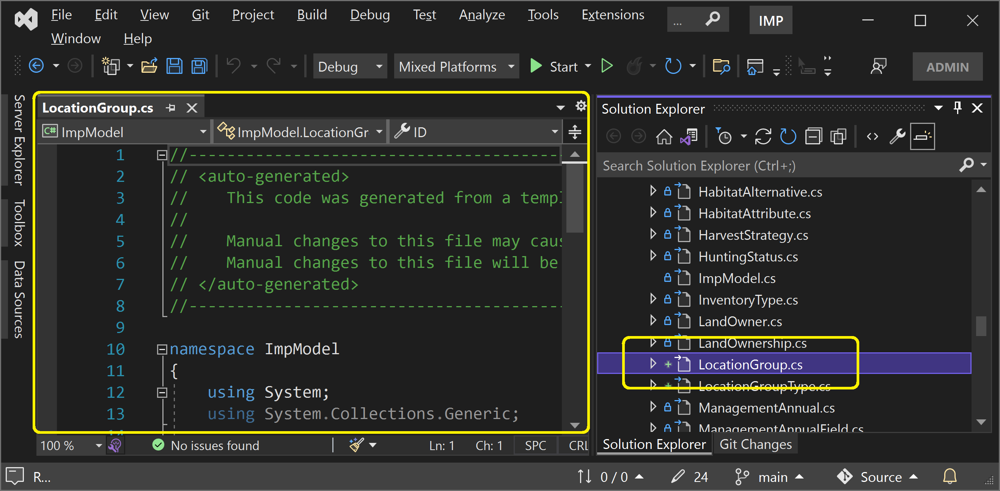 File Edit View Git Project Build Debug Test Analyze Tools Extensions ... IMP
Window Help
Debug Mixed Platforms Start ADMIN
Server Explorer
Toolbox
Data Sources
LocationGroup.cs
C# ImpModel ImpModel.LocationGr ID
1 //----------------------------------------
2 // <auto-generated>
3 //    This code was generated from a templ
4 //
5 //    Manual changes to this file may caus
6 //    Manual changes to this file will be
7 // </auto-generated>
8 //----------------------------------------
9
10 namespace ImpModel
11 {
12     using System;
13     using System.Collections.Generic;
14
100 % No issues found Ln: 1 Ch: 1 SPC CRL
Solution Explorer
Search Solution Explorer (Ctrl+;)
HabitatAlternative.cs
HabitatAttribute.cs
HarvestStrategy.cs
HuntingStatus.cs
ImpModel.cs
InventoryType.cs
LandOwner.cs
LandOwnership.cs
LocationGroup.cs
LocationGroupType.cs
ManagementAnnual.cs
ManagementAnnualField.cs
Solution Explorer Git Changes
R... 0 / 0 24 main Source